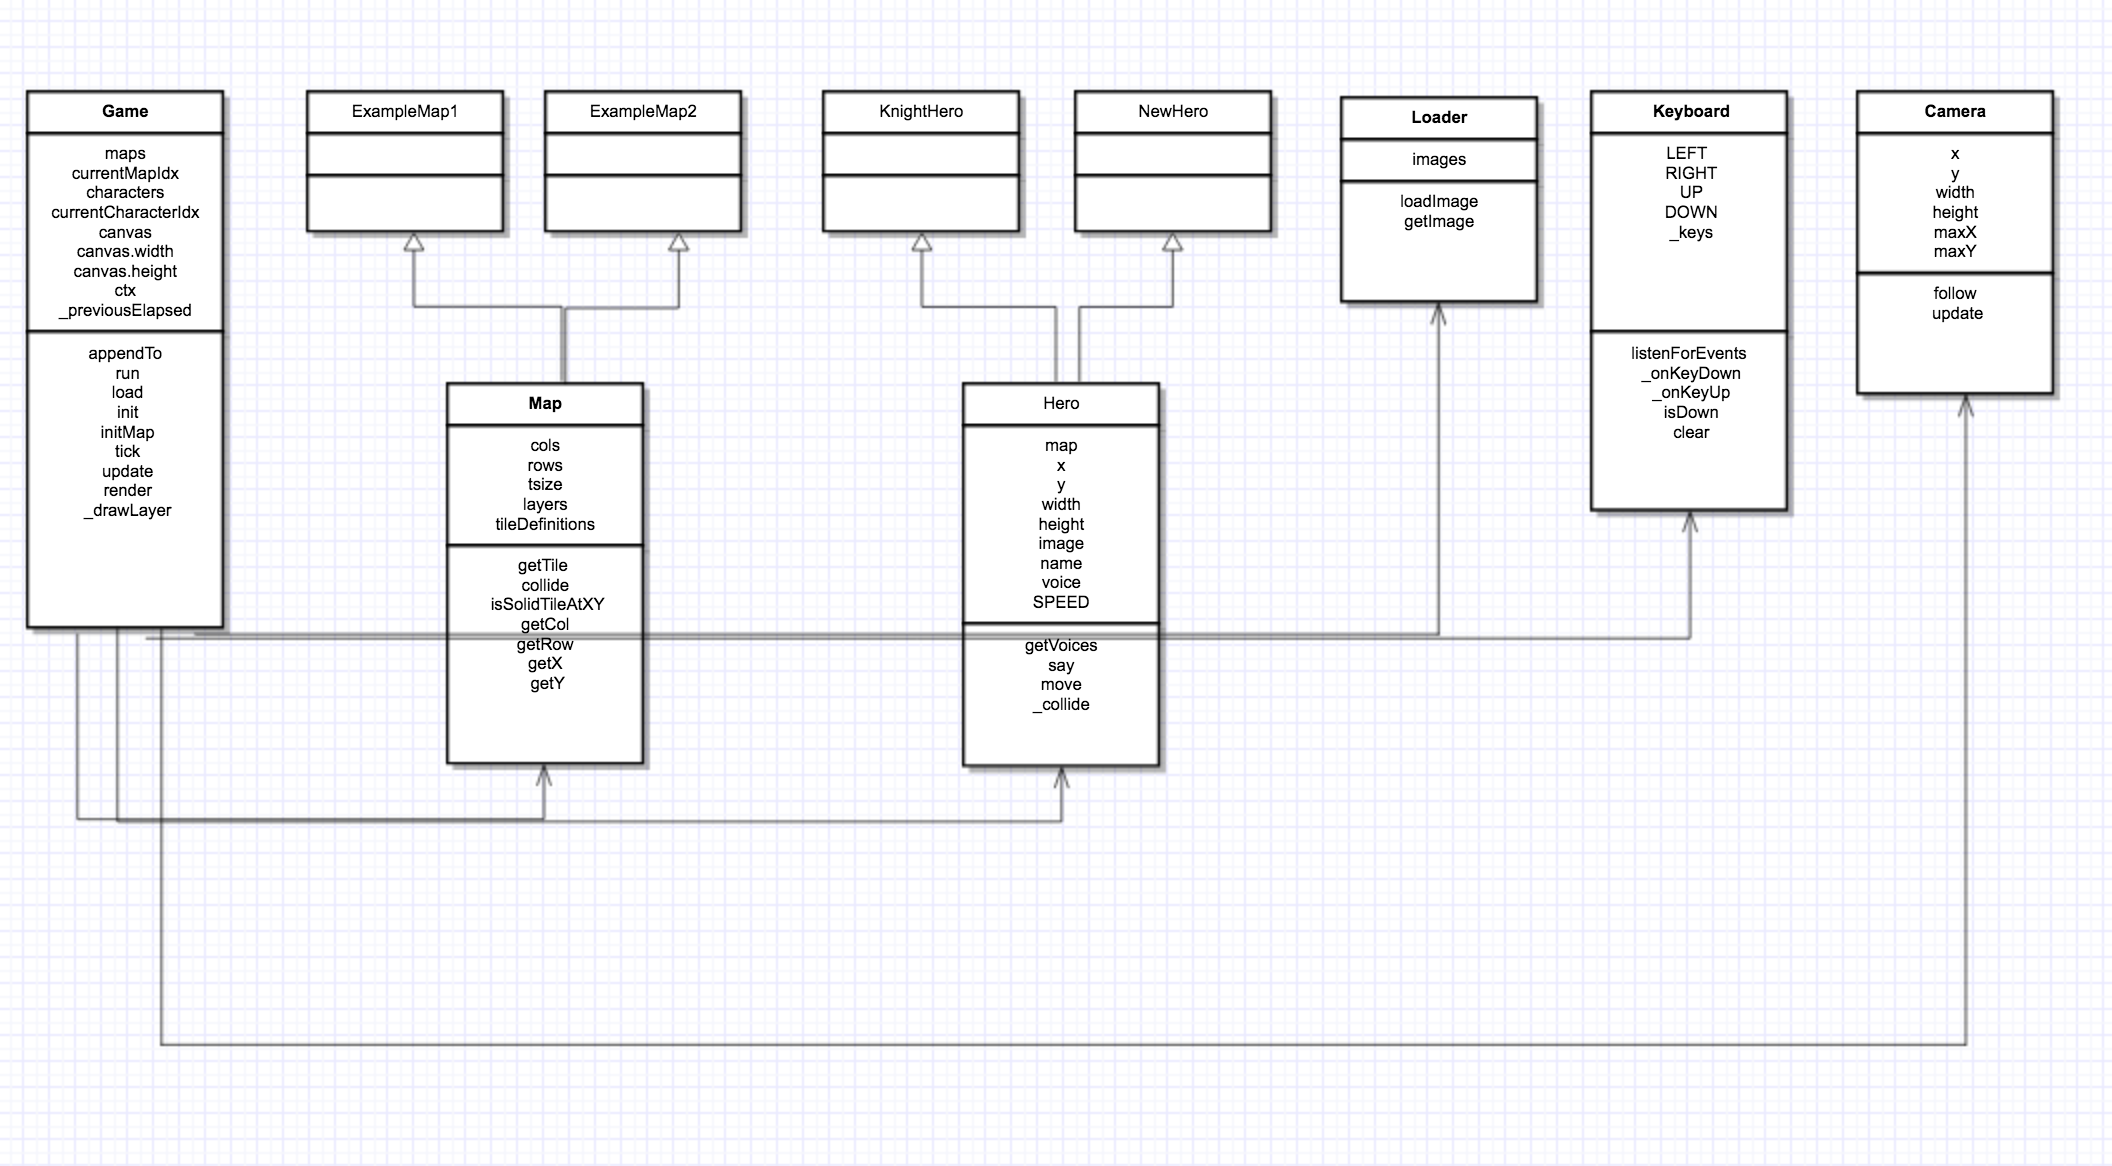 Game
maps
currentMapIdx
characters
currentCharacterIdx
canvas
canvas.width
canvas.height
ctx
_previousElapsed
appendTo
run
load
init
initMap
tick
update
render
_drawLayer
ExampleMap1
ExampleMap2
KnightHero
NewHero
Map
cols
rows
tsize
layers
tileDefinitions
getTile
collide
isSolidTileAtXY
getCol
getRow
getX
getY
Hero
map
x
y
width
height
image
name
voice
SPEED
getVoices
say
move
_collide
Loader
images
loadImage
getImage
Keyboard
LEFT
RIGHT
UP
DOWN
_keys
listenForEvents
_onKeyDown
_onKeyUp
isDown
clear
Camera
x
y
width
height
maxX
maxY
follow
update